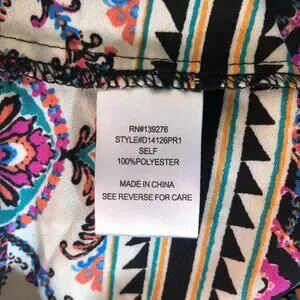 RN#139276
STYLE#D14126PR1
SELF
100%POLYESTER
MADE IN CHINA
SEE REVERSE FOR CARE